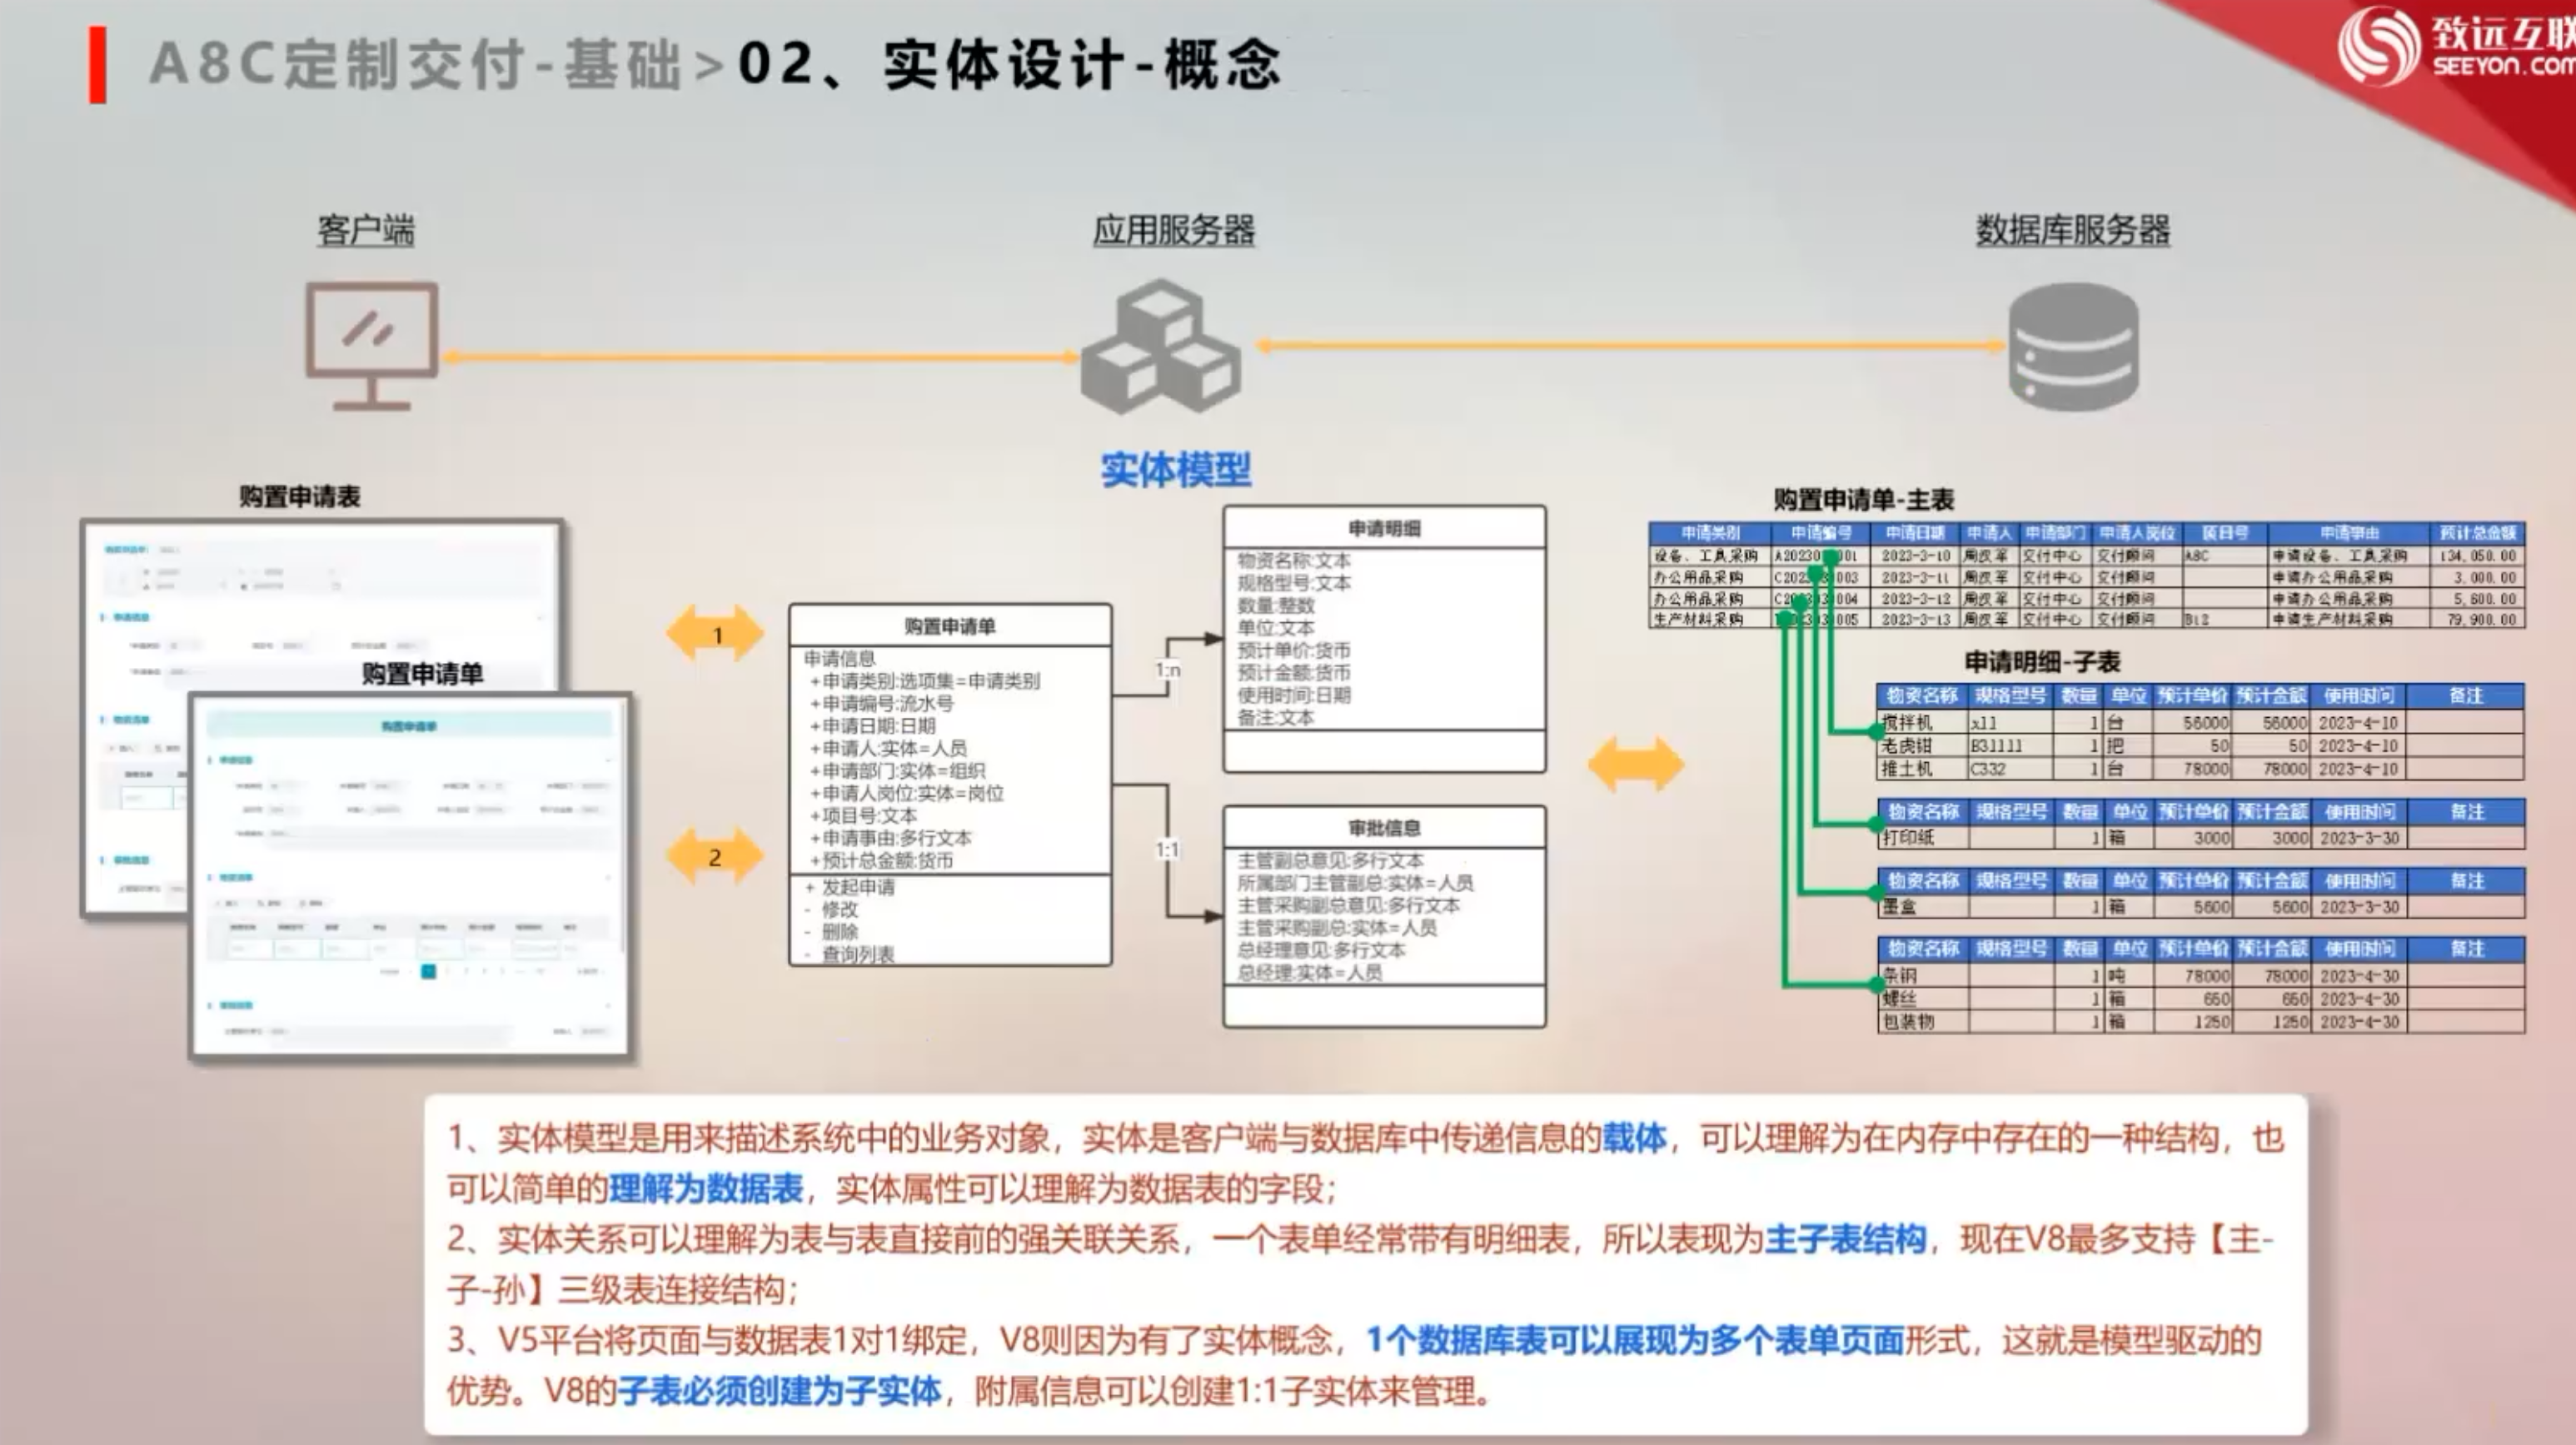 A8C定制交付-基础>02、实体设计-概念
致远互联
SEEYON.COM
客户端
应用服务器
数据库服务器
实体模型
购置申请表
购置申请单
购置申请单
1
2
购置申请单
申请信息
+申请类别:选项集=申请类别
+申请编号:流水号
+申请日期:日期
+申请人:实体=人员
+申请部门:实体=组织
+申请人岗位:实体=岗位
+项目号:文本
+申请事由:多行文本
+预计总金额:货币
+ 发起申请
- 修改
- 删除
- 查询列表
1:n
1:1
申请明细
物资名称:文本
规格型号:文本
数量:整数
单位:文本
预计单价:货币
预计金额:货币
使用时间:日期
备注:文本
审批信息
主管副总意见:多行文本
所属部门主管副总:实体=人员
主管采购副总意见:多行文本
主管采购副总:实体=人员
总经理意见:多行文本
总经理:实体=人员
购置申请单-主表
申请类别 申请编号 申请日期 申请人 申请部门 申请人岗位 项目号 申请事由 预计总金额
设备、工具采购 2023-3-10 交付中心 交付顾问 A8C 申请设备、工具采购 134,050.00
办公用品采购 2023-3-11 交付中心 交付顾问 申请办公用品采购 3,000.00
办公用品采购 2023-3-12 交付中心 交付顾问 申请办公用品采购 5,600.00
生产材料采购 2023-3-13 交付中心 交付顾问 B12 申请生产材料采购 79,900.00
申请明细-子表
物资名称 规格型号 数量 单位 预计单价 预计金额 使用时间 备注
搅拌机 x11 1 台 56000 56000 2023-4-10
老虎钳 B31111 1 把 50 50 2023-4-10
推土机 C332 1 台 78000 78000 2023-4-10
物资名称 规格型号 数量 单位 预计单价 预计金额 使用时间 备注
打印纸 1 箱 3000 3000 2023-3-30
物资名称 规格型号 数量 单位 预计单价 预计金额 使用时间 备注
墨盒 1 箱 5600 5600 2023-3-30
物资名称 规格型号 数量 单位 预计单价 预计金额 使用时间 备注
条钢 1 吨 78000 78000 2023-4-30
螺丝 1 箱 650 650 2023-4-30
包装物 1 箱 1250 1250 2023-4-30
1、实体模型是用来描述系统中的业务对象，实体是客户端与数据库中传递信息的载体，可以理解为在内存中存在的一种结构，也
可以简单的理解为数据表，实体属性可以理解为数据表的字段；
2、实体关系可以理解为表与表直接前的强关联关系，一个表单经常带有明细表，所以表现为主子表结构，现在V8最多支持【主-
子-孙】三级表连接结构；
3、V5平台将页面与数据表1对1绑定，V8则因为有了实体概念，1个数据库表可以展现为多个表单页面形式，这就是模型驱动的
优势。V8的子表必须创建为子实体，附属信息可以创建1:1子实体来管理。